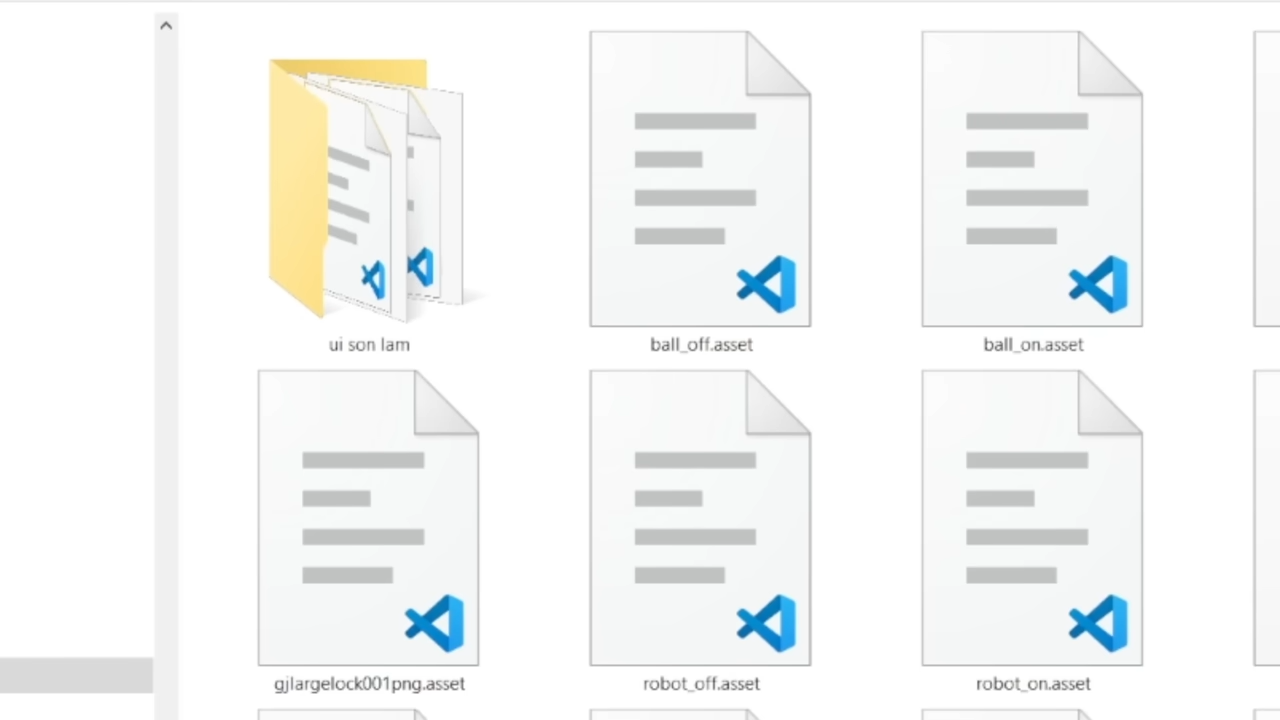 ui son lam
ball_off.asset
ball_on.asset
gjlargelock001png.asset
robot_off.asset
robot_on.asset